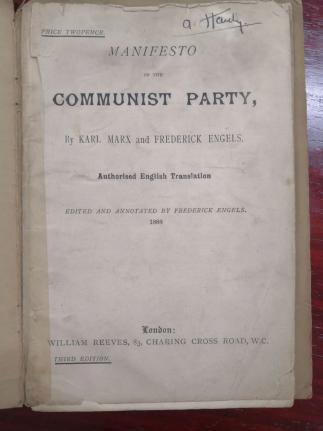 PRICE TWOPENCE.
MANIFESTO
OF THE
COMMUNIST PARTY,
By KARL MARX and FREDERICK ENGELS.
Authorised English Translation
EDITED AND ANNOTATED BY FREDERICK ENGELS.
1888
London:
WILLIAM REEVES, 83, CHARING CROSS ROAD, W.C.
THIRD EDITION.